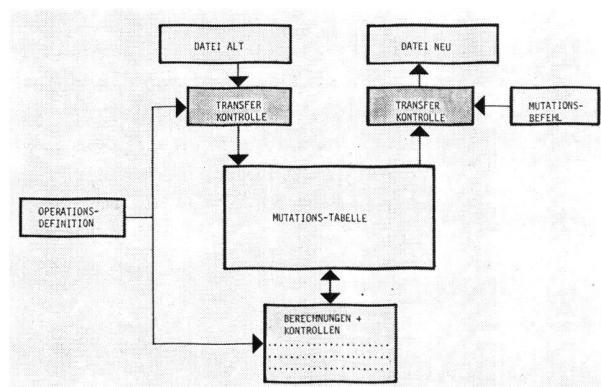 DATEI ALT
DATEI NEU
TRANSFER
KONTROLLE
TRANSFER
KONTROLLE
MUTATIONS-
BEFEHL
OPERATIONS-
DEFINITION
MUTATIONS-TABELLE
BERECHNUNGEN +
KONTROLLEN